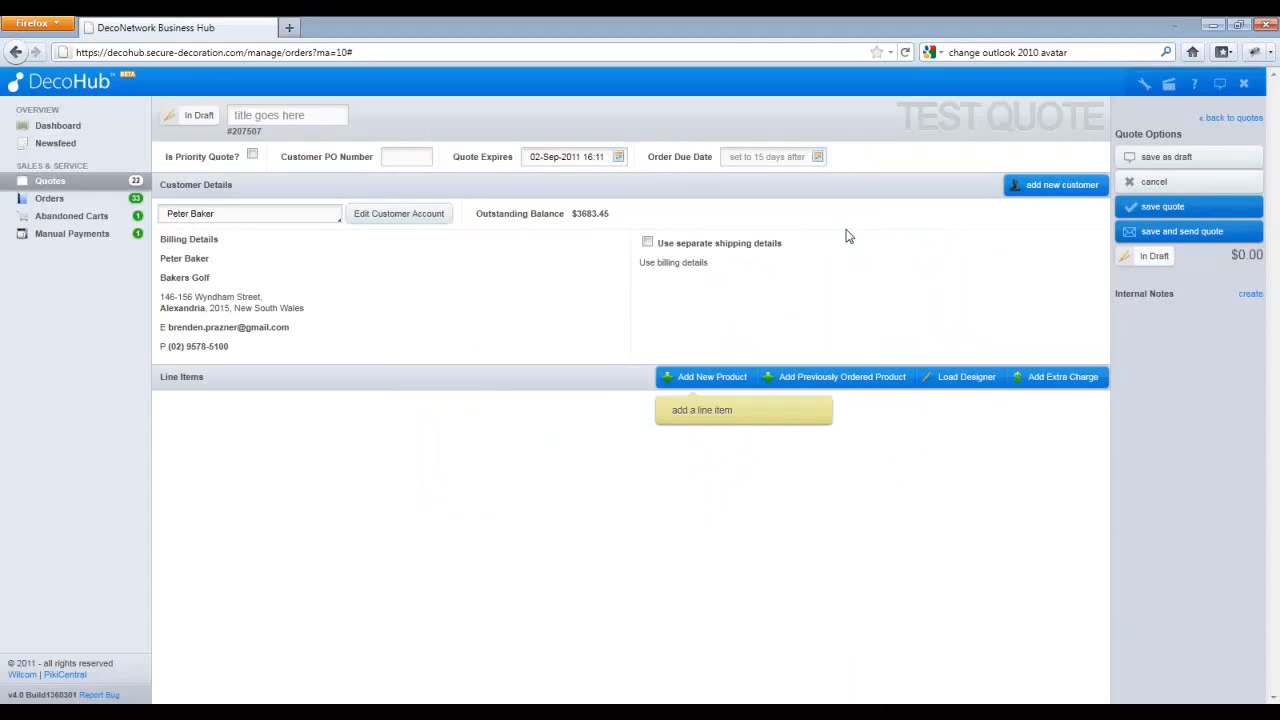 Firefox
DecoNetwork Business Hub
https://decohub.secure-decoration.com/manage/orders?ma=10#
change outlook 2010 avatar
DecoHub BETA
OVERVIEW
Dashboard
Newsfeed
SALES & SERVICE
Quotes 22
Orders 33
Abandoned Carts 1
Manual Payments 1
In Draft
title goes here
#207507
TEST QUOTE
Is Priority Quote?
Customer PO Number
Quote Expires 02-Sep-2011 16:11
Order Due Date set to 15 days after
Customer Details
add new customer
Peter Baker
Edit Customer Account
Outstanding Balance $3683.45
Billing Details
Peter Baker
Bakers Golf
146-156 Wyndham Street,
Alexandria, 2015, New South Wales
E brenden.prazner@gmail.com
P (02) 9578-5100
Use separate shipping details
Use billing details
Line Items
Add New Product
Add Previously Ordered Product
Load Designer
Add Extra Charge
add a line item
« back to quotes
Quote Options
save as draft
cancel
save quote
save and send quote
In Draft $0.00
Internal Notes create
© 2011 - all rights reserved
Wilcom | PikiCentral
v4.0 Build1360301 Report Bug